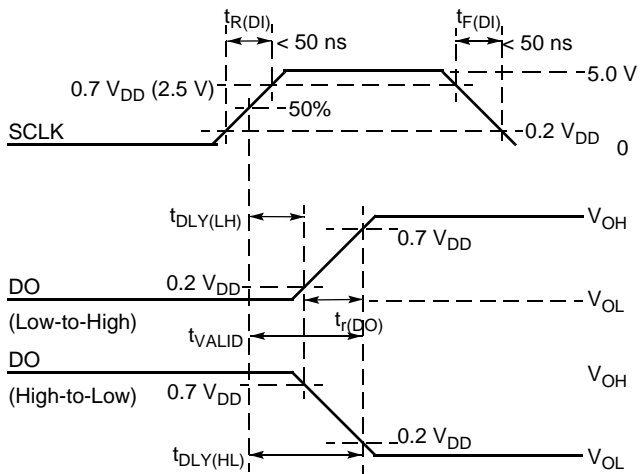 tR(DI)
< 50 ns
tF(DI)
< 50 ns
0.7 VDD (2.5 V)
5.0 V
50%
SCLK
0.2 VDD
0
tDLY(LH)
VOH
0.7 VDD
0.2 VDD
DO
(Low-to-High)
tr(DO)
VOL
tVALID
DO
(High-to-Low)
VOH
0.7 VDD
0.2 VDD
tDLY(HL)
VOL